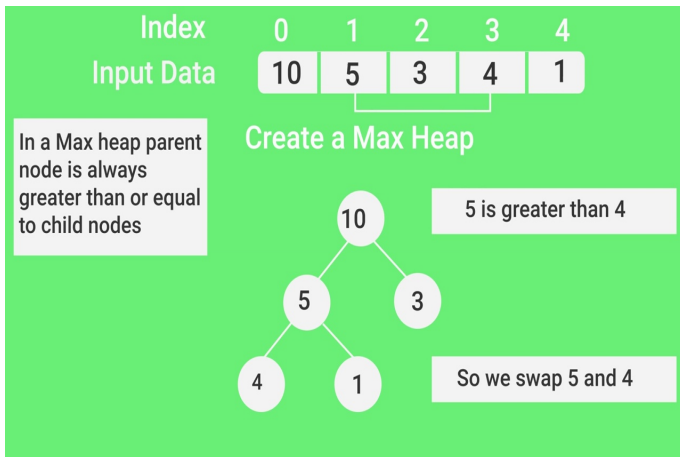 Index 0 1 2 3 4
Input Data 10 5 3 4 1
In a Max heap parent
node is always
greater than or equal
to child nodes
Create a Max Heap
10
5 is greater than 4
5
3
4
1
So we swap 5 and 4